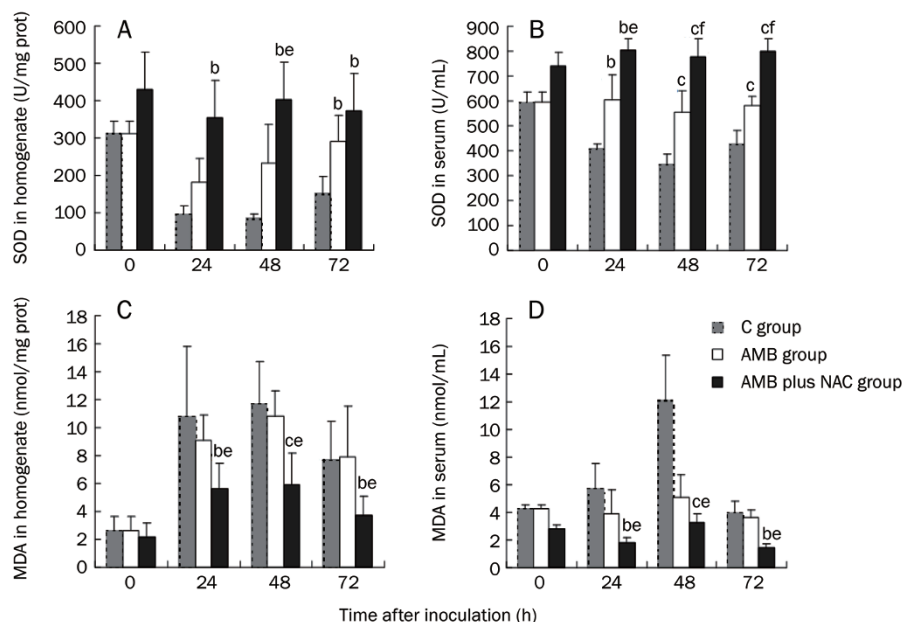 A
SOD in homogenate (U/mg prot)
600
500
400
300
200
100
0
b
be
b
b
0 24 48 72
B
SOD in serum (U/mL)
900
800
700
600
500
400
300
200
100
0
be
b
cf
c
cf
c
0 24 48 72
C
MDA in homogenate (nmol/mg prot)
18
16
14
12
10
8
6
4
2
0
be
ce
be
0 24 48 72
D
MDA in serum (nmol/mL)
18
16
14
12
10
8
6
4
2
0
be
ce
be
0 24 48 72
C group
AMB group
AMB plus NAC group
Time after inoculation (h)